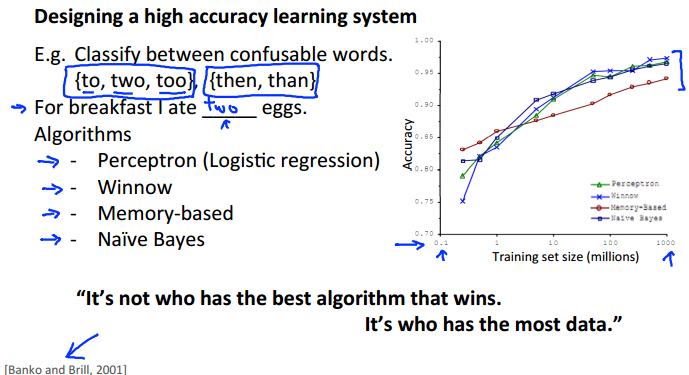 Designing a high accuracy learning system
E.g. Classify between confusable words.
{to, two, too}, {then, than}
For breakfast I ate two eggs.
Algorithms
- Perceptron (Logistic regression)
- Winnow
- Memory-based
- Naïve Bayes
1.00
0.95
0.90
0.85
0.80
0.75
0.70
Accuracy
Perceptron
Winnow
Memory-Based
Naïve Bayes
0.1 1 10 100 1000
Training set size (millions)
“It’s not who has the best algorithm that wins.
It’s who has the most data.”
[Banko and Brill, 2001]